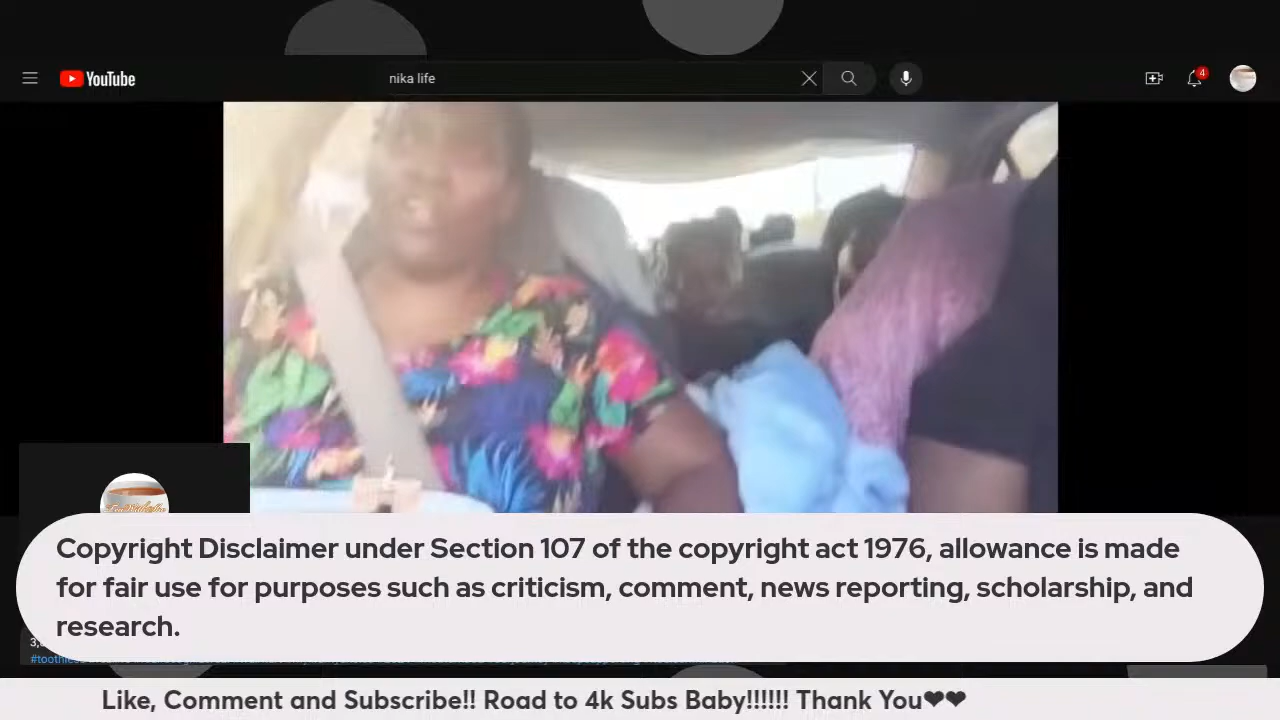 YouTube
nika life
4
Copyright Disclaimer under Section 107 of the copyright act 1976, allowance is made
for fair use for purposes such as criticism, comment, news reporting, scholarship, and
research.
Like, Comment and Subscribe!! Road to 4k Subs Baby!!!!!! Thank You❤❤